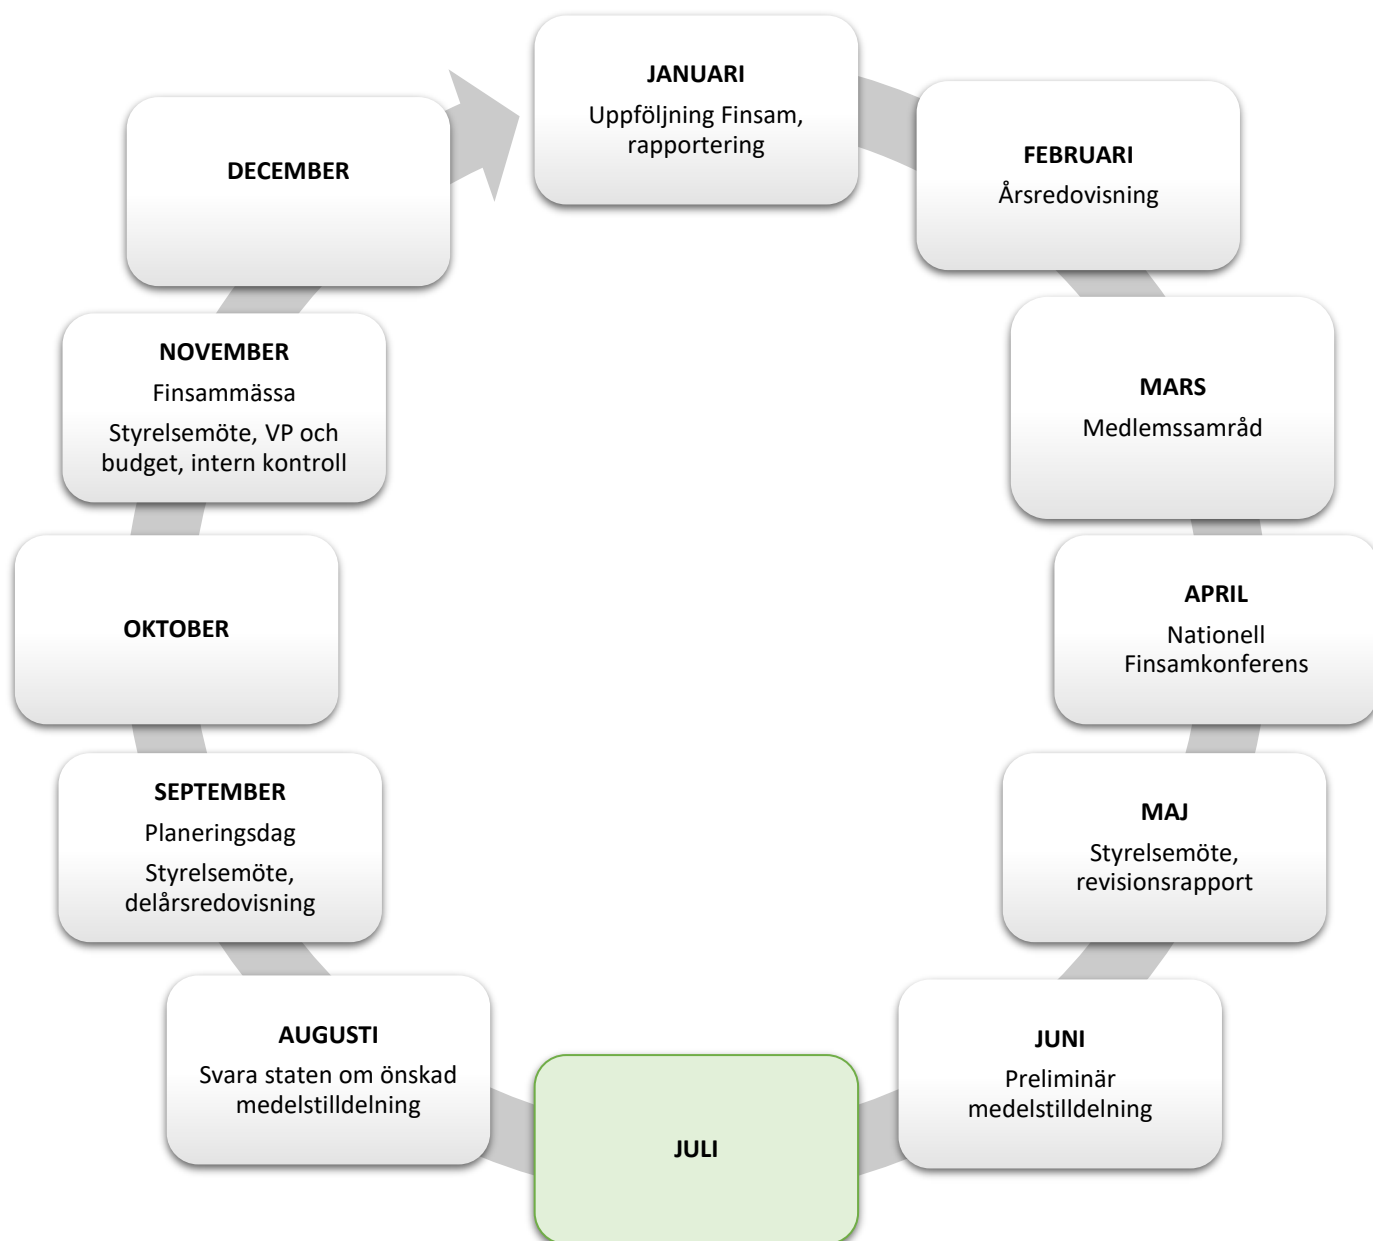 JANUARI
Uppföljning Finsam,
rapportering
FEBRUARI
Årsredovisning
MARS
Medlemssamråd
APRIL
Nationell
Finsamkonferens
MAJ
Styrelsemöte,
revisionsrapport
JUNI
Preliminär
medelstilldelning
JULI
AUGUSTI
Svara staten om önskad
medelstilldelning
SEPTEMBER
Planeringsdag
Styrelsemöte,
delårsredovisning
OKTOBER
NOVEMBER
Finsammässa
Styrelsemöte, VP och
budget, intern kontroll
DECEMBER